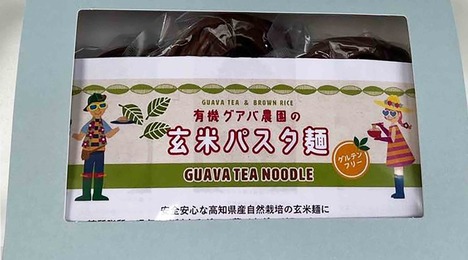 GUAVA TEA & BROWN RICE
有機グアバ農園の
玄米パスタ麺
グルテン
フリー
GUAVA TEA NOODLE
安全安心な高知県産自然栽培の玄米麺に